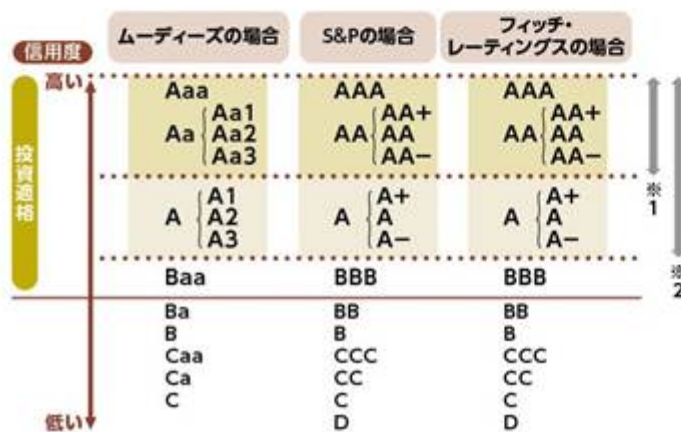 信用度
ムーディーズの場合
S&Pの場合
フィッチ・
レーティングスの場合
高い
投資適格
Aaa
AAA
AAA
Aa
Aa1
Aa2
Aa3
AA
AA+
AA
AA−
AA
AA+
AA
AA−
※1
A
A1
A2
A3
A
A+
A
A−
A
A+
A
A−
※2
Baa
BBB
BBB
Ba
BB
BB
B
B
B
Caa
CCC
CCC
Ca
CC
CC
C
C
C
低い
D
D